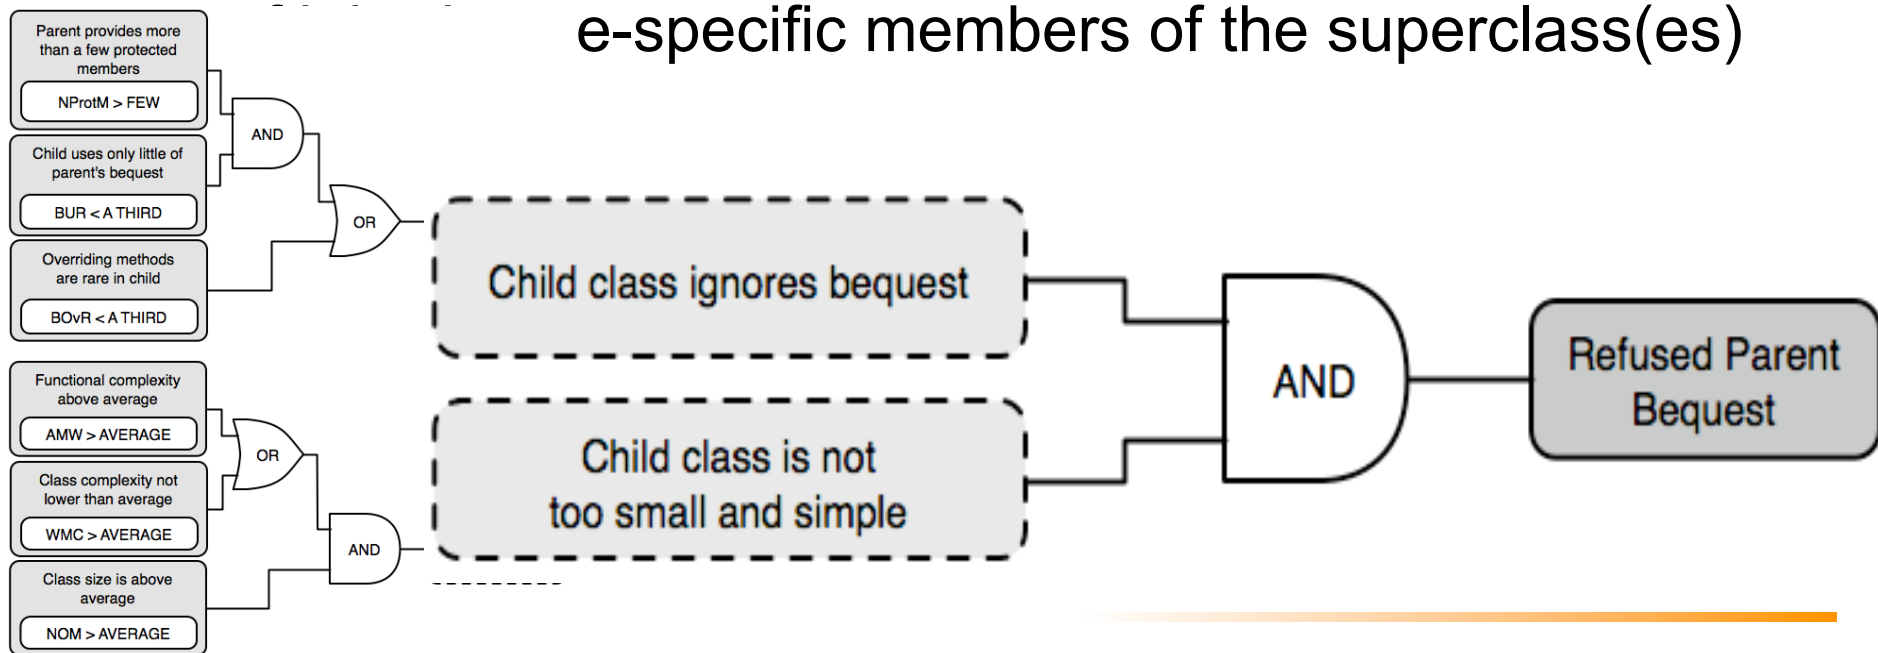 e-specific members of the superclass(es)
Parent provides more
than a few protected
members
NProtM > FEW
Child uses only little of
parent's bequest
BUR < A THIRD
Overriding methods
are rare in child
BOvR < A THIRD
AND
OR
Functional complexity
above average
AMW > AVERAGE
Class complexity not
lower than average
WMC > AVERAGE
Class size is above
average
NOM > AVERAGE
OR
AND
Child class ignores bequest
Child class is not
too small and simple
AND
Refused Parent
Bequest